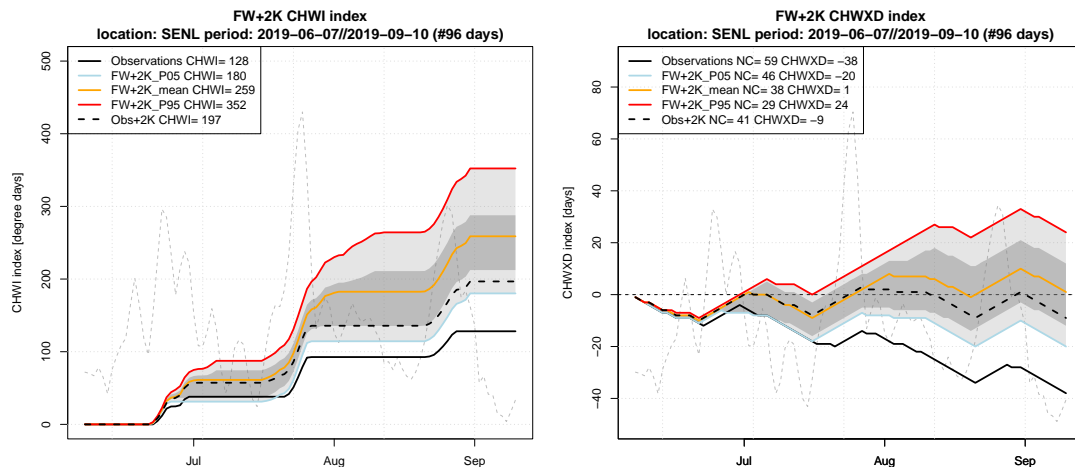 FW+2K CHWI index
location: SENL period: 2019−06−07//2019−09−10 (#96 days)
CHWI index [degree days]
500
400
300
200
100
0
Observations CHWI= 128
FW+2K_P05 CHWI= 180
FW+2K_mean CHWI= 259
FW+2K_P95 CHWI= 352
Obs+2K CHWI= 197
Jul
Aug
Sep
FW+2K CHWXD index
location: SENL period: 2019−06−07//2019−09−10 (#96 days)
CHWXD index [days]
80
60
40
20
0
−20
−40
Observations NC= 59 CHWXD= −38
FW+2K_P05 NC= 46 CHWXD= −20
FW+2K_mean NC= 38 CHWXD= 1
FW+2K_P95 NC= 29 CHWXD= 24
Obs+2K NC= 41 CHWXD= −9
Jul
Aug
Sep